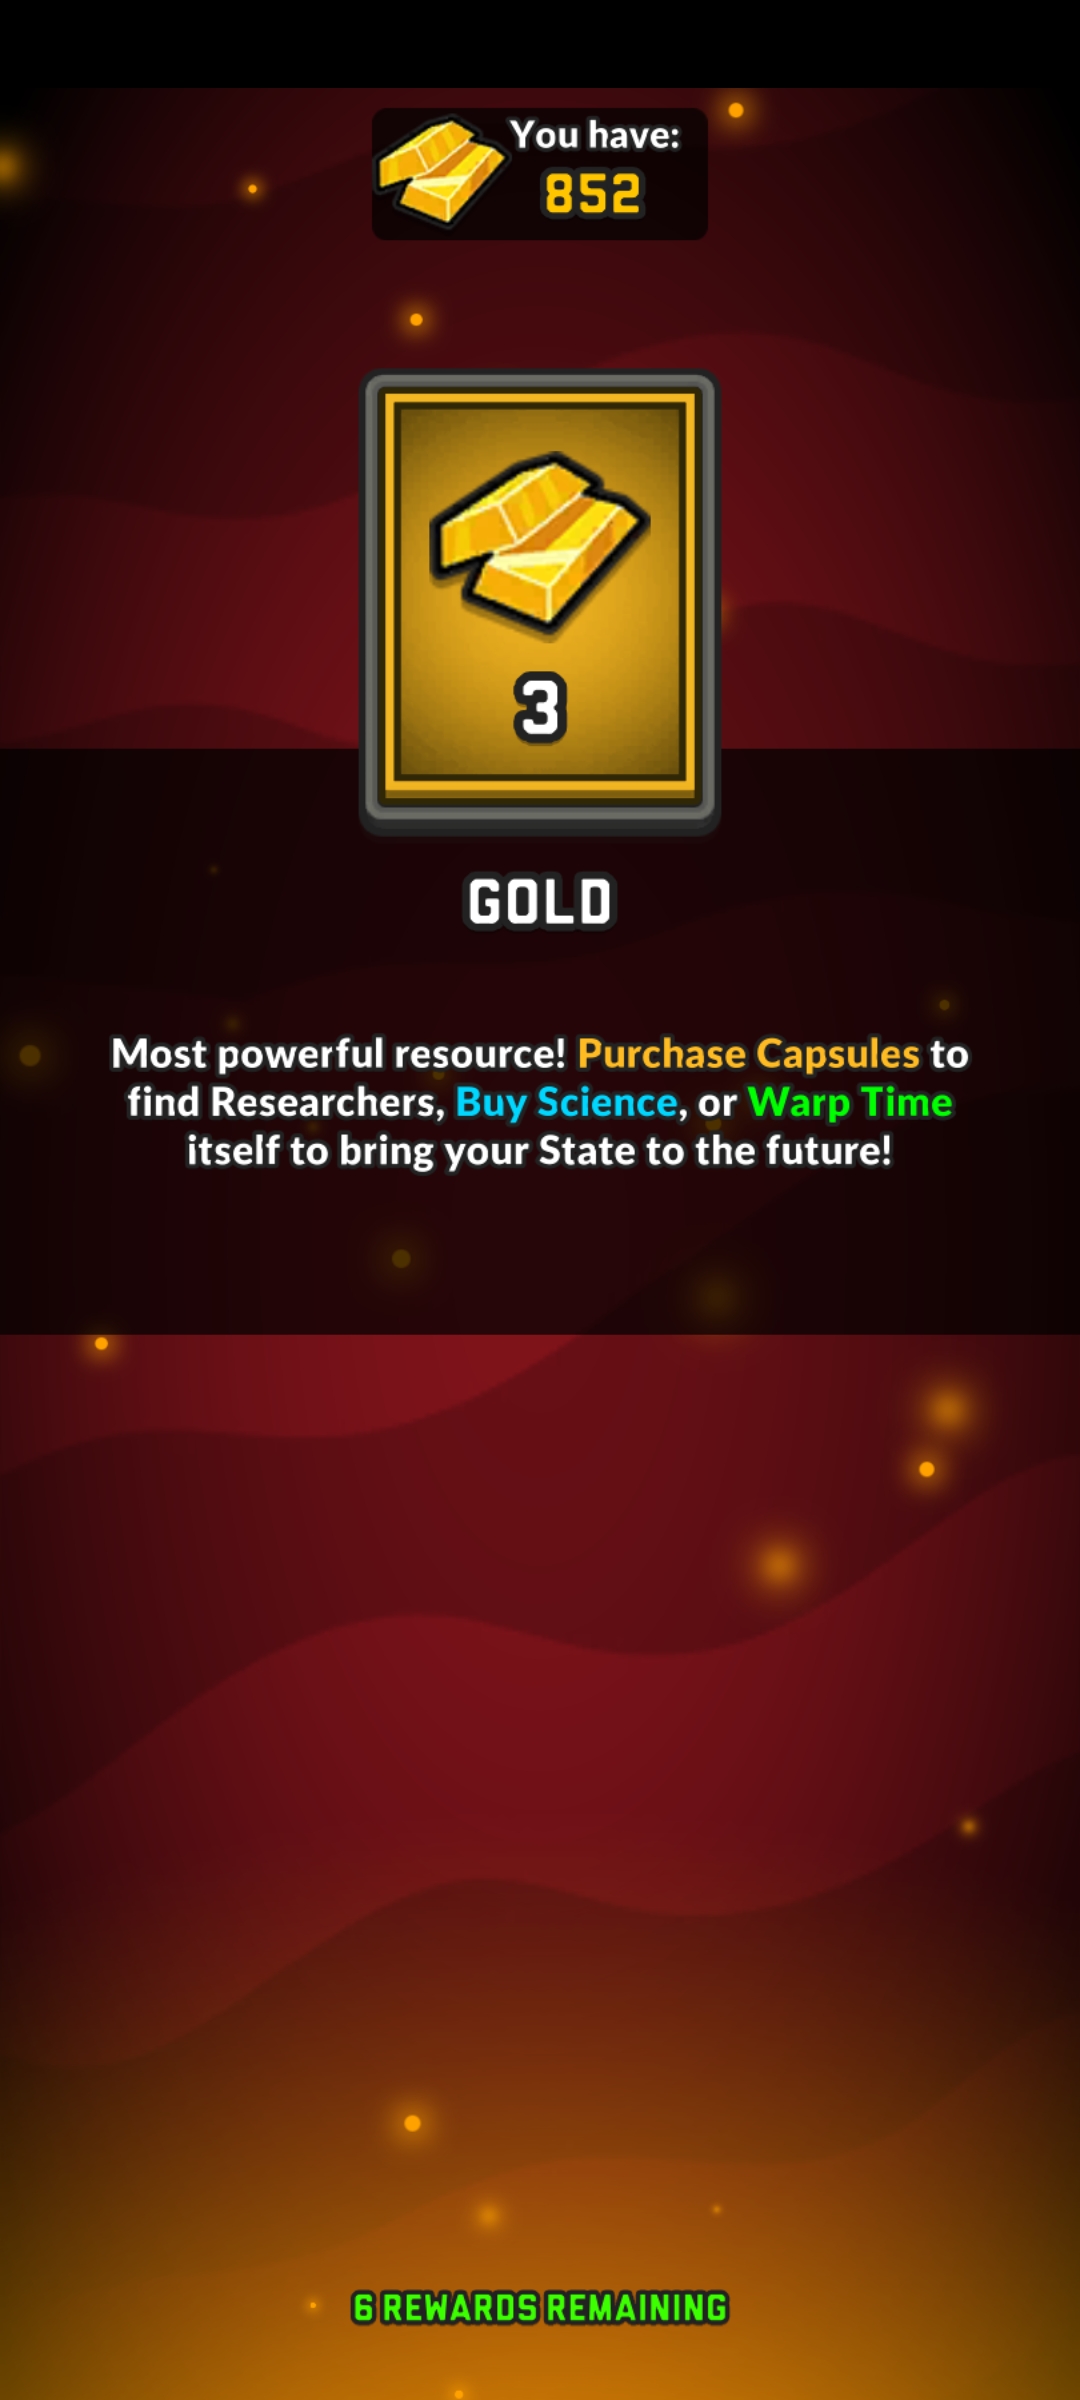 You have:
852
3
GOLD
Most powerful resource! Purchase Capsules to
find Researchers, Buy Science, or Warp Time
itself to bring your State to the future!
6 REWARDS REMAINING